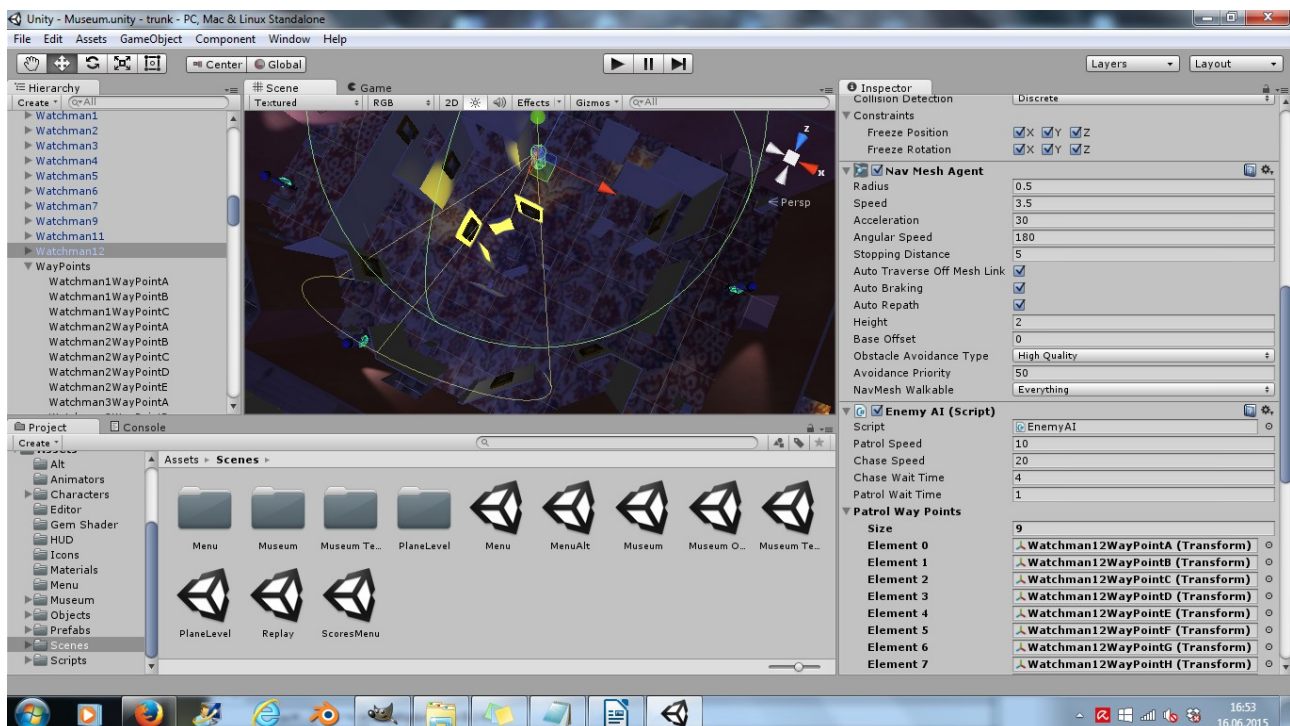 Unity - Museum.unity - trunk - PC, Mac & Linux Standalone
File Edit Assets GameObject Component Window Help
Center Global
Layers Layout
Hierarchy
Create All
Watchman1
Watchman2
Watchman3
Watchman4
Watchman5
Watchman6
Watchman7
Watchman9
Watchman11
Watchman12
WayPoints
Watchman1WayPointA
Watchman1WayPointB
Watchman1WayPointC
Watchman2WayPointA
Watchman2WayPointB
Watchman2WayPointC
Watchman2WayPointD
Watchman2WayPointE
Watchman3WayPointA
Scene Game
Textured RGB 2D Effects Gizmos All
z
x
Persp
Inspector
Collision Detection Discrete
Constraints
Freeze Position X Y Z
Freeze Rotation X Y Z
Nav Mesh Agent
Radius 0.5
Speed 3.5
Acceleration 30
Angular Speed 180
Stopping Distance 5
Auto Traverse Off Mesh Link
Auto Braking
Auto Repath
Height 2
Base Offset 0
Obstacle Avoidance Type High Quality
Avoidance Priority 50
NavMesh Walkable Everything
Enemy AI (Script)
Script EnemyAI
Patrol Speed 10
Chase Speed 20
Chase Wait Time 4
Patrol Wait Time 1
Patrol Way Points
Size 9
Element 0 Watchman12WayPointA (Transform)
Element 1 Watchman12WayPointB (Transform)
Element 2 Watchman12WayPointC (Transform)
Element 3 Watchman12WayPointD (Transform)
Element 4 Watchman12WayPointE (Transform)
Element 5 Watchman12WayPointF (Transform)
Element 6 Watchman12WayPointG (Transform)
Element 7 Watchman12WayPointH (Transform)
Project Console
Create
Assets
Alt
Animators
Characters
Editor
Gem Shader
HUD
Icons
Materials
Menu
Museum
Objects
Prefabs
Scenes
Scripts
Assets Scenes
Menu Museum Museum Te... PlaneLevel Menu MenuAlt Museum Museum O... Museum Te...
PlaneLevel Replay ScoresMenu
16:53
16.06.2015